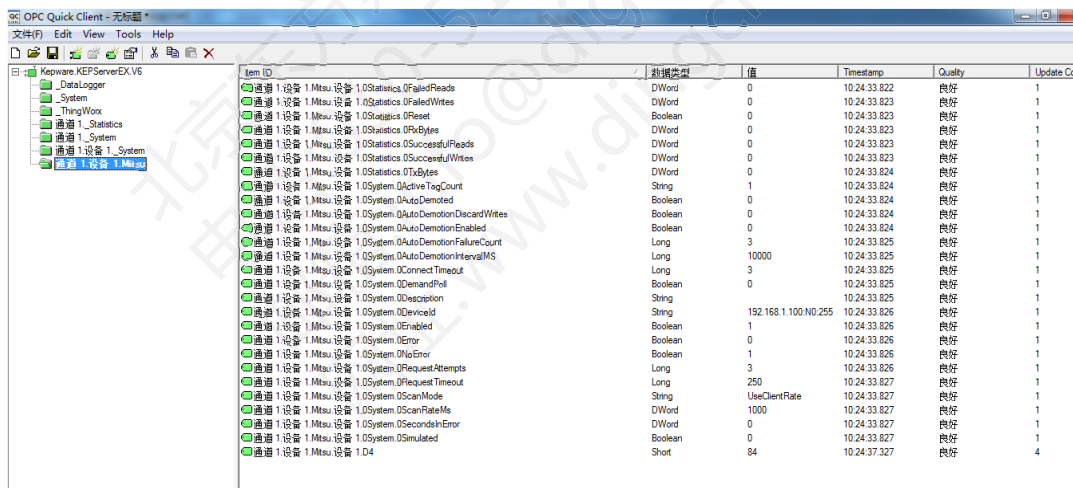 OPC Quick Client - 无标题 *
文件(F) Edit View Tools Help
Kepware.KEPServerEX.V6
_DataLogger
_System
_ThingWorx
通道 1._Statistics
通道 1._System
通道 1.设备 1._System
通道 1.设备 1.Mitsu
Item ID 数据类型 值 Timestamp Quality Update Co
通道 1.设备 1.Mitsu.设备 1.0Statistics.0FailedReads DWord 0 10:24:33.822 良好 1
通道 1.设备 1.Mitsu.设备 1.0Statistics.0FailedWrites DWord 0 10:24:33.823 良好 1
通道 1.设备 1.Mitsu.设备 1.0Statistics.0Reset Boolean 0 10:24:33.823 良好 1
通道 1.设备 1.Mitsu.设备 1.0Statistics.0RxBytes DWord 0 10:24:33.823 良好 1
通道 1.设备 1.Mitsu.设备 1.0Statistics.0SuccessfulReads DWord 0 10:24:33.823 良好 1
通道 1.设备 1.Mitsu.设备 1.0Statistics.0SuccessfulWrites DWord 0 10:24:33.823 良好 1
通道 1.设备 1.Mitsu.设备 1.0Statistics.0TxBytes DWord 0 10:24:33.824 良好 1
通道 1.设备 1.Mitsu.设备 1.0System.0ActiveTagCount String 1 10:24:33.824 良好 1
通道 1.设备 1.Mitsu.设备 1.0System.0AutoDemoted Boolean 0 10:24:33.824 良好 1
通道 1.设备 1.Mitsu.设备 1.0System.0AutoDemotionDiscardWrites Boolean 0 10:24:33.824 良好 1
通道 1.设备 1.Mitsu.设备 1.0System.0AutoDemotionEnabled Boolean 0 10:24:33.824 良好 1
通道 1.设备 1.Mitsu.设备 1.0System.0AutoDemotionFailureCount Long 3 10:24:33.825 良好 1
通道 1.设备 1.Mitsu.设备 1.0System.0AutoDemotionIntervalMS Long 10000 10:24:33.825 良好 1
通道 1.设备 1.Mitsu.设备 1.0System.0ConnectTimeout Long 3 10:24:33.825 良好 1
通道 1.设备 1.Mitsu.设备 1.0System.0DemandPoll Boolean 0 10:24:33.825 良好 1
通道 1.设备 1.Mitsu.设备 1.0System.0Description String 10:24:33.825 良好 1
通道 1.设备 1.Mitsu.设备 1.0System.0DeviceId String 192.168.1.100:N0:255 10:24:33.826 良好 1
通道 1.设备 1.Mitsu.设备 1.0System.0Enabled Boolean 1 10:24:33.826 良好 1
通道 1.设备 1.Mitsu.设备 1.0System.0Error Boolean 0 10:24:33.826 良好 1
通道 1.设备 1.Mitsu.设备 1.0System.0NoError Boolean 1 10:24:33.826 良好 1
通道 1.设备 1.Mitsu.设备 1.0System.0RequestAttempts Long 3 10:24:33.826 良好 1
通道 1.设备 1.Mitsu.设备 1.0System.0RequestTimeout Long 250 10:24:33.827 良好 1
通道 1.设备 1.Mitsu.设备 1.0System.0ScanMode String UseClientRate 10:24:33.827 良好 1
通道 1.设备 1.Mitsu.设备 1.0System.0ScanRateMs DWord 1000 10:24:33.827 良好 1
通道 1.设备 1.Mitsu.设备 1.0System.0SecondsInError DWord 0 10:24:33.827 良好 1
通道 1.设备 1.Mitsu.设备 1.0System.0Simulated Boolean 0 10:24:33.827 良好 1
通道 1.设备 1.Mitsu.设备 1.D4 Short 84 10:24:37.327 良好 4